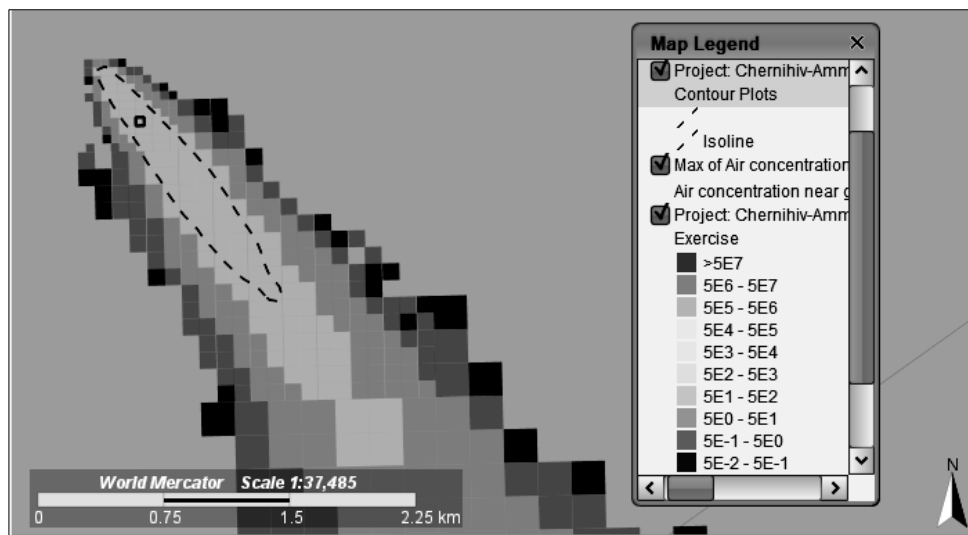 Map Legend
Project: Chernihiv-Amm
Contour Plots
Isoline
Max of Air concentration
Air concentration near g
Project: Chernihiv-Amm
Exercise
>5E7
5E6 - 5E7
5E5 - 5E6
5E4 - 5E5
5E3 - 5E4
5E2 - 5E3
5E1 - 5E2
5E0 - 5E1
5E-1 - 5E0
5E-2 - 5E-1
World Mercator Scale 1:37,485
0 0.75 1.5 2.25 km
N